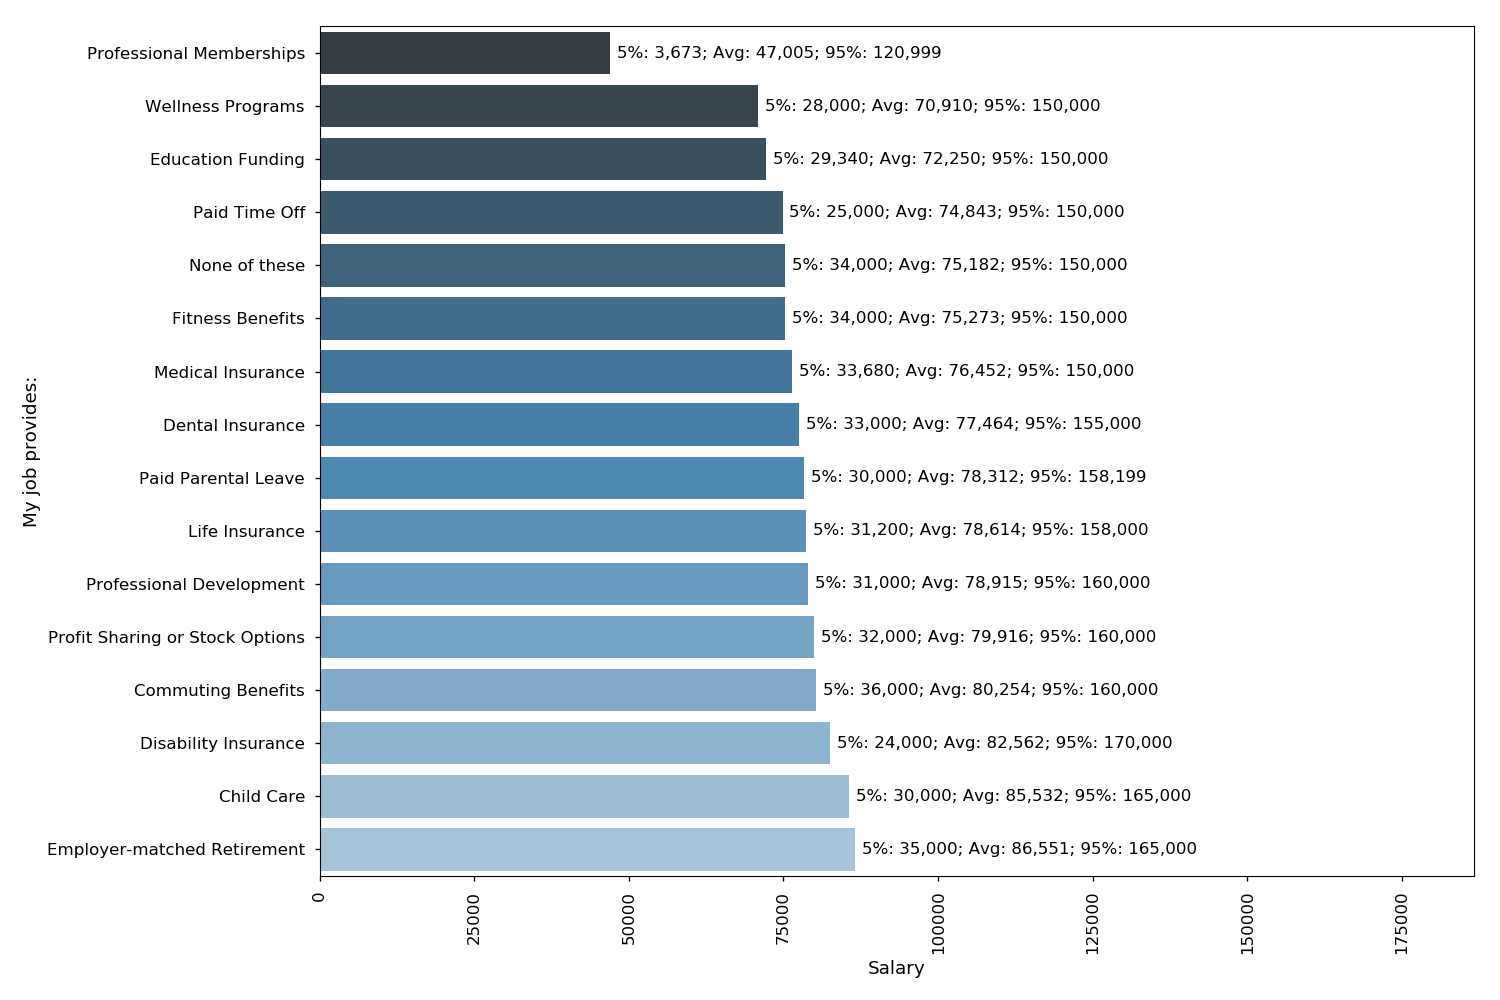 Professional Memberships 5%: 3,673; Avg: 47,005; 95%: 120,999
Wellness Programs 5%: 28,000; Avg: 70,910; 95%: 150,000
Education Funding 5%: 29,340; Avg: 72,250; 95%: 150,000
Paid Time Off 5%: 25,000; Avg: 74,843; 95%: 150,000
None of these 5%: 34,000; Avg: 75,182; 95%: 150,000
Fitness Benefits 5%: 34,000; Avg: 75,273; 95%: 150,000
Medical Insurance 5%: 33,680; Avg: 76,452; 95%: 150,000
Dental Insurance 5%: 33,000; Avg: 77,464; 95%: 155,000
Paid Parental Leave 5%: 30,000; Avg: 78,312; 95%: 158,199
Life Insurance 5%: 31,200; Avg: 78,614; 95%: 158,000
Professional Development 5%: 31,000; Avg: 78,915; 95%: 160,000
Profit Sharing or Stock Options 5%: 32,000; Avg: 79,916; 95%: 160,000
Commuting Benefits 5%: 36,000; Avg: 80,254; 95%: 160,000
Disability Insurance 5%: 24,000; Avg: 82,562; 95%: 170,000
Child Care 5%: 30,000; Avg: 85,532; 95%: 165,000
Employer-matched Retirement 5%: 35,000; Avg: 86,551; 95%: 165,000
My job provides:
0 25000 50000 75000 100000 125000 150000 175000
Salary